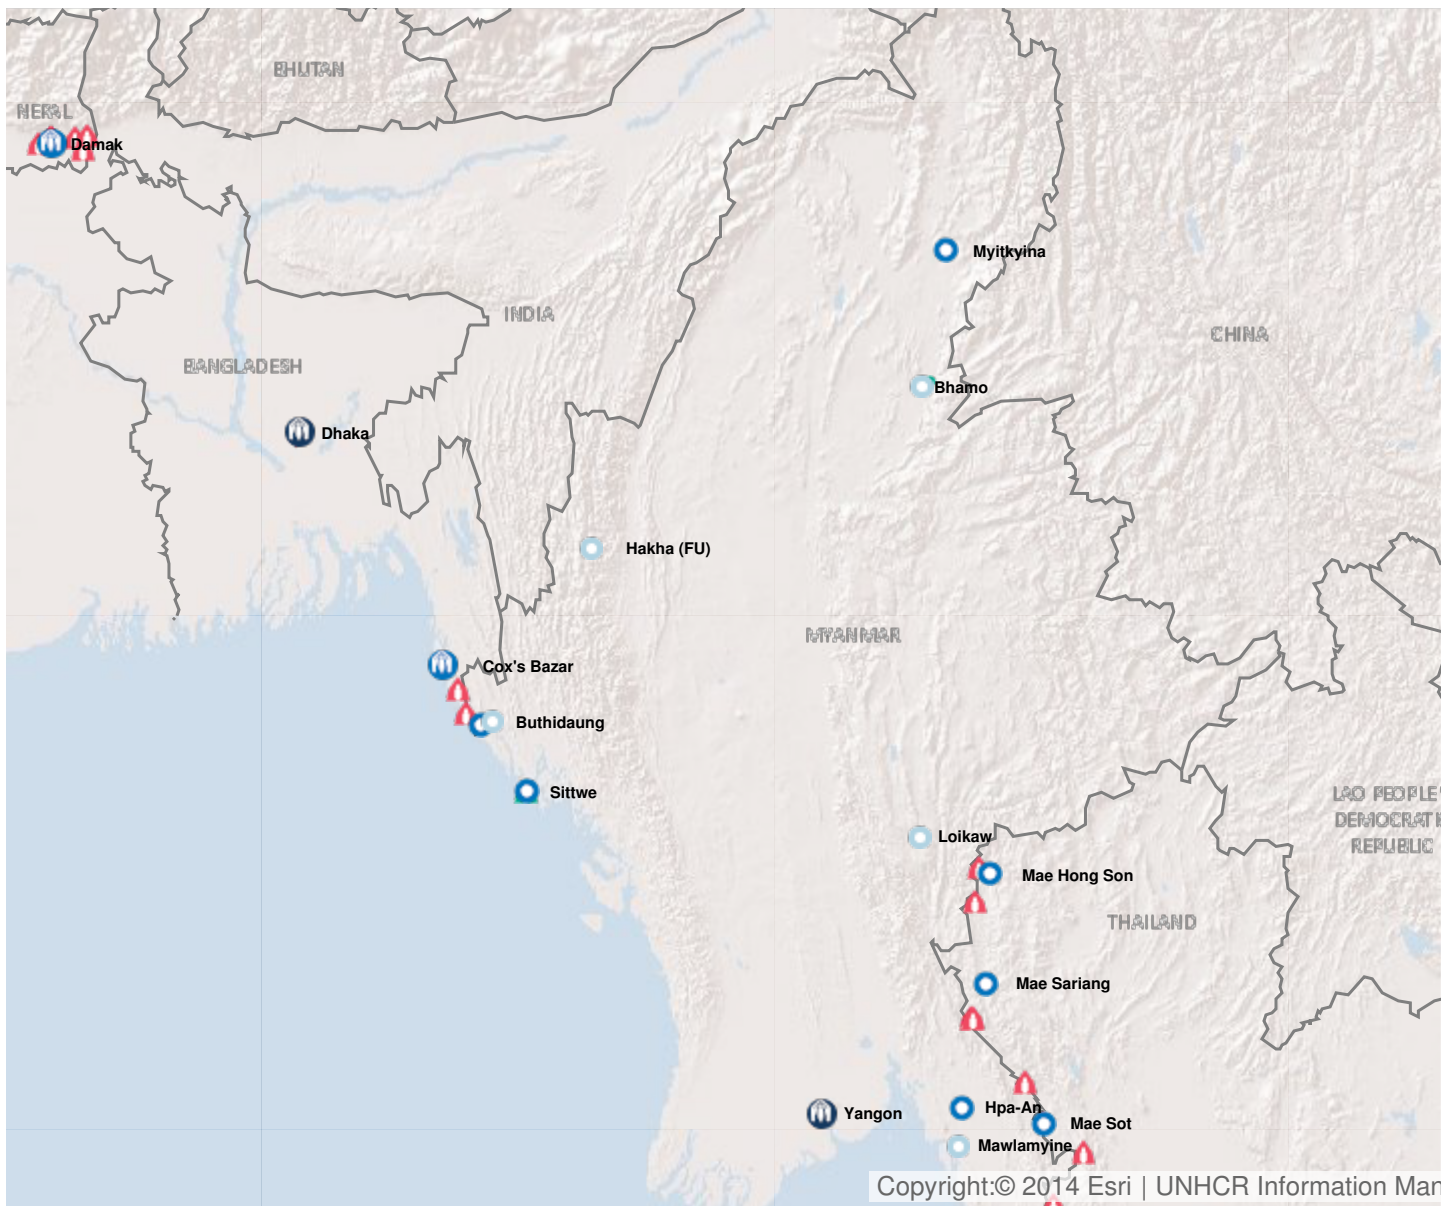 BHUTAN
NEPAL
Damak
Myitkyina
INDIA
CHINA
BANGLADESH
Bhamo
Dhaka
Hakha (FU)
MYANMAR
Cox's Bazar
Buthidaung
Sittwe
LAO PEOPLE'
DEMOCRATI
REPUBLIC
Loikaw
Mae Hong Son
THAILAND
Mae Sariang
Hpa-An
Yangon
Mae Sot
Mawlamyine
Copyright:© 2014 Esri | UNHCR Information Man